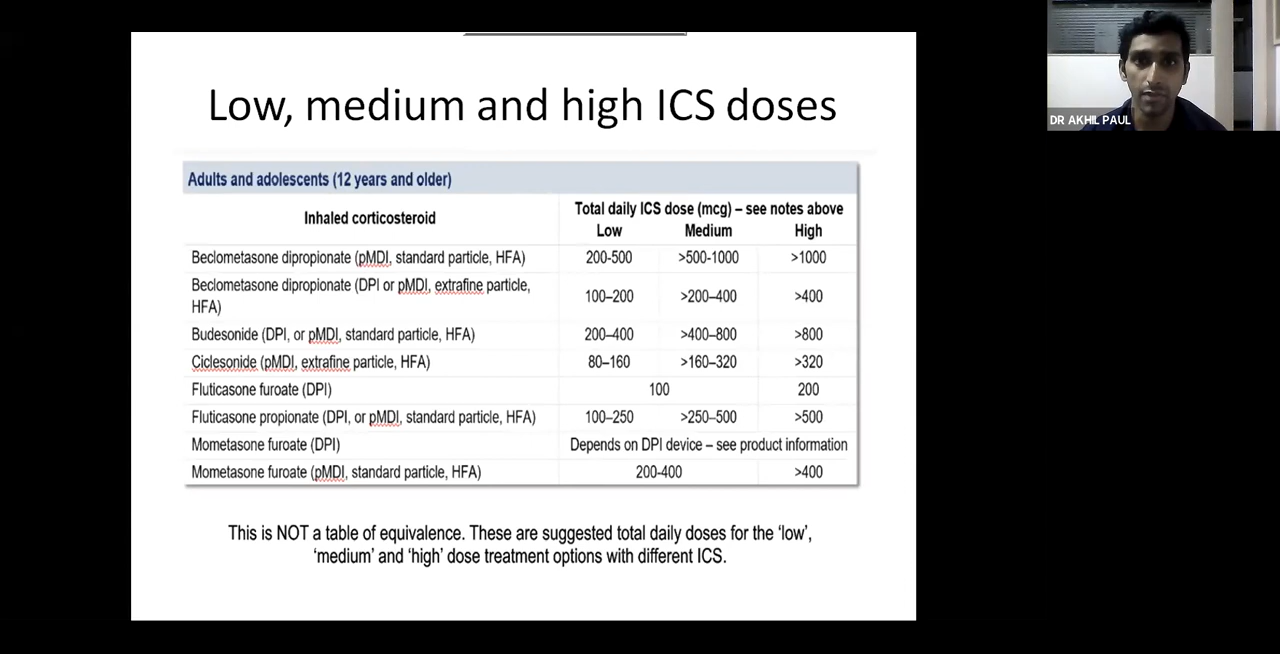 Low, medium and high ICS doses
Adults and adolescents (12 years and older)
Inhaled corticosteroid
Total daily ICS dose (mcg) – see notes above
Low Medium High
Beclometasone dipropionate (pMDI, standard particle, HFA) 200-500 >500-1000 >1000
Beclometasone dipropionate (DPI or pMDI, extrafine particle,
HFA) 100–200 >200–400 >400
Budesonide (DPI, or pMDI, standard particle, HFA) 200–400 >400–800 >800
Ciclesonide (pMDI, extrafine particle, HFA) 80–160 >160–320 >320
Fluticasone furoate (DPI) 100 200
Fluticasone propionate (DPI, or pMDI, standard particle, HFA) 100–250 >250–500 >500
Mometasone furoate (DPI) Depends on DPI device – see product information
Mometasone furoate (pMDI, standard particle, HFA) 200-400 >400
This is NOT a table of equivalence. These are suggested total daily doses for the ‘low’,
‘medium’ and ‘high’ dose treatment options with different ICS.
DR AKHIL PAUL